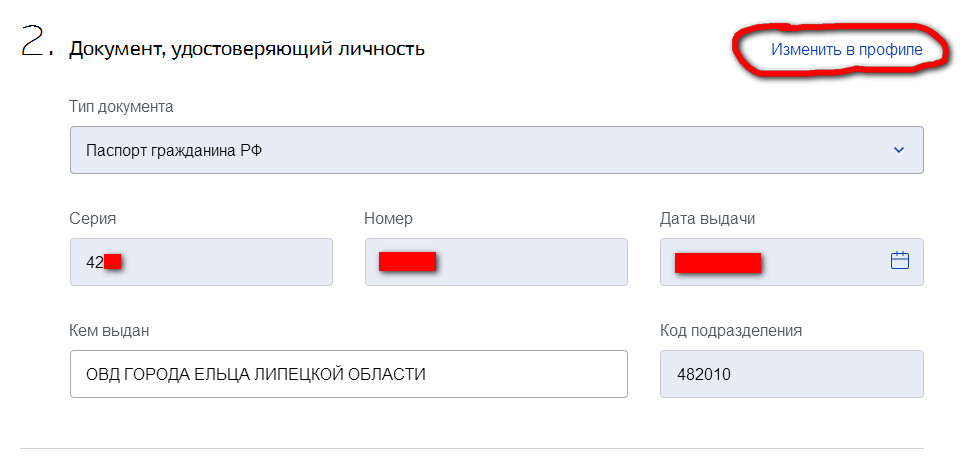 2. Документ, удостоверяющий личность
Изменить в профиле
Тип документа
Паспорт гражданина РФ
Серия
Номер
Дата выдачи
42
Кем выдан
Код подразделения
ОВД ГОРОДА ЕЛЬЦА ЛИПЕЦКОЙ ОБЛАСТИ
482010